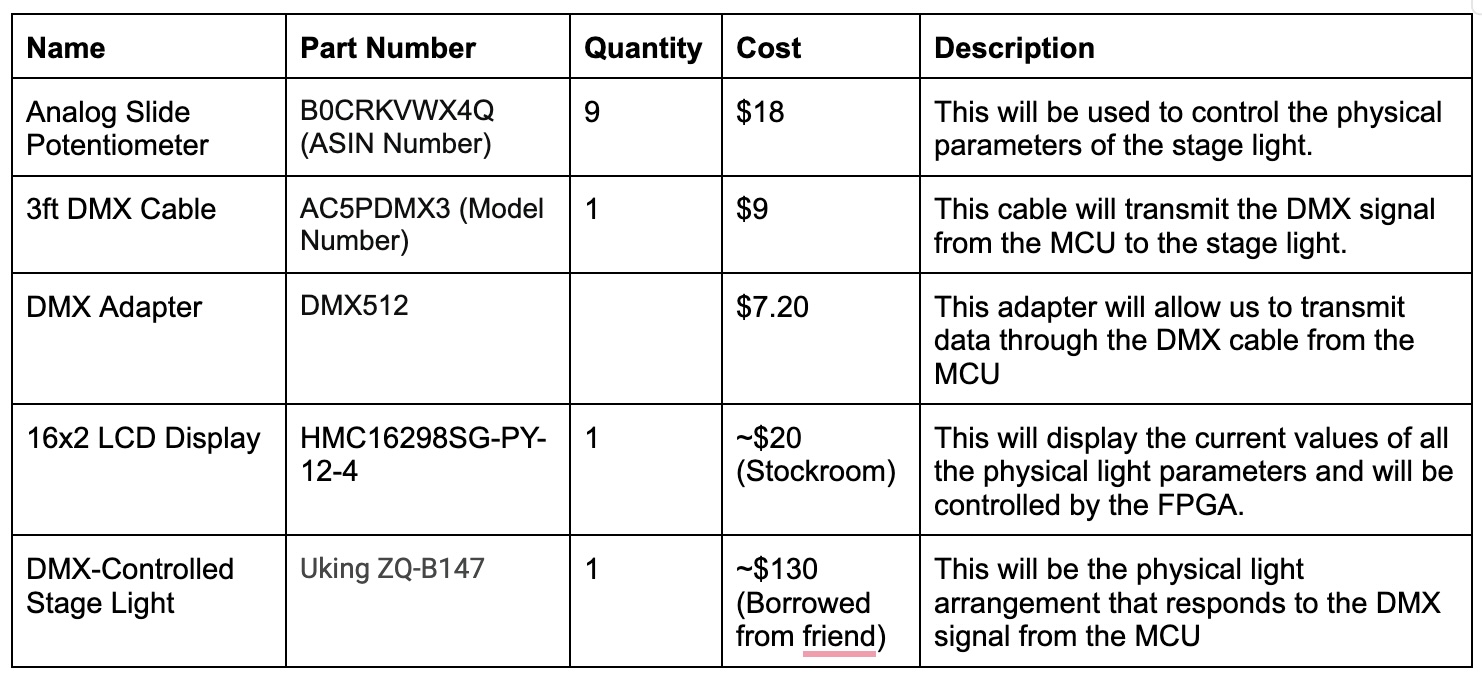 Name Part Number Quantity Cost Description
Analog Slide B0CRKVWX4Q 9 $18 This will be used to control the physical
Potentiometer (ASIN Number) parameters of the stage light.
3ft DMX Cable AC5PDMX3 (Model 1 $9 This cable will transmit the DMX signal
Number) from the MCU to the stage light.
DMX Adapter DMX512 $7.20 This adapter will allow us to transmit
data through the DMX cable from the
MCU
16x2 LCD Display HMC16298SG-PY- 1 ~$20 This will display the current values of all
12-4 (Stockroom) the physical light parameters and will be
controlled by the FPGA.
DMX-Controlled Uking ZQ-B147 1 ~$130 This will be the physical light
Stage Light (Borrowed arrangement that responds to the DMX
from friend) signal from the MCU